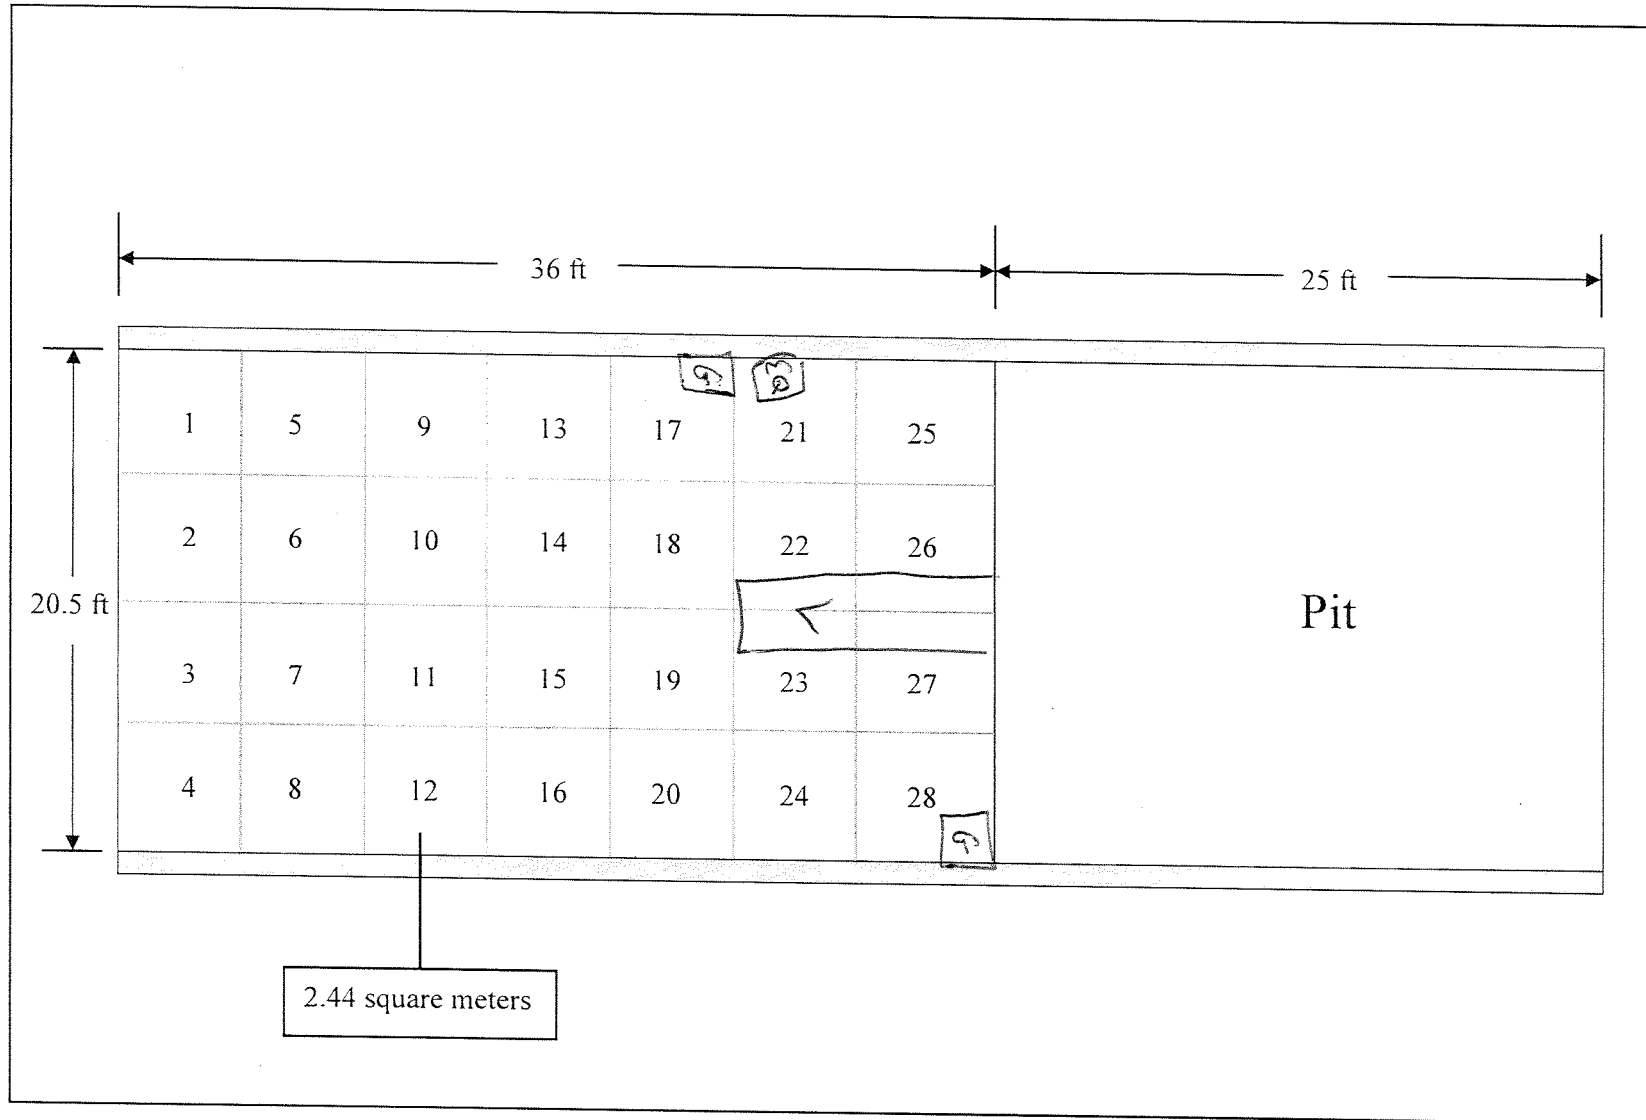 36 ft
25 ft
G
1 5 9 13 17 21 25
2 6 10 14 18 22 26
20.5 ft
Pit
3 7 11 15 19 23 27
4 8 12 16 20 24 28
G
2.44 square meters